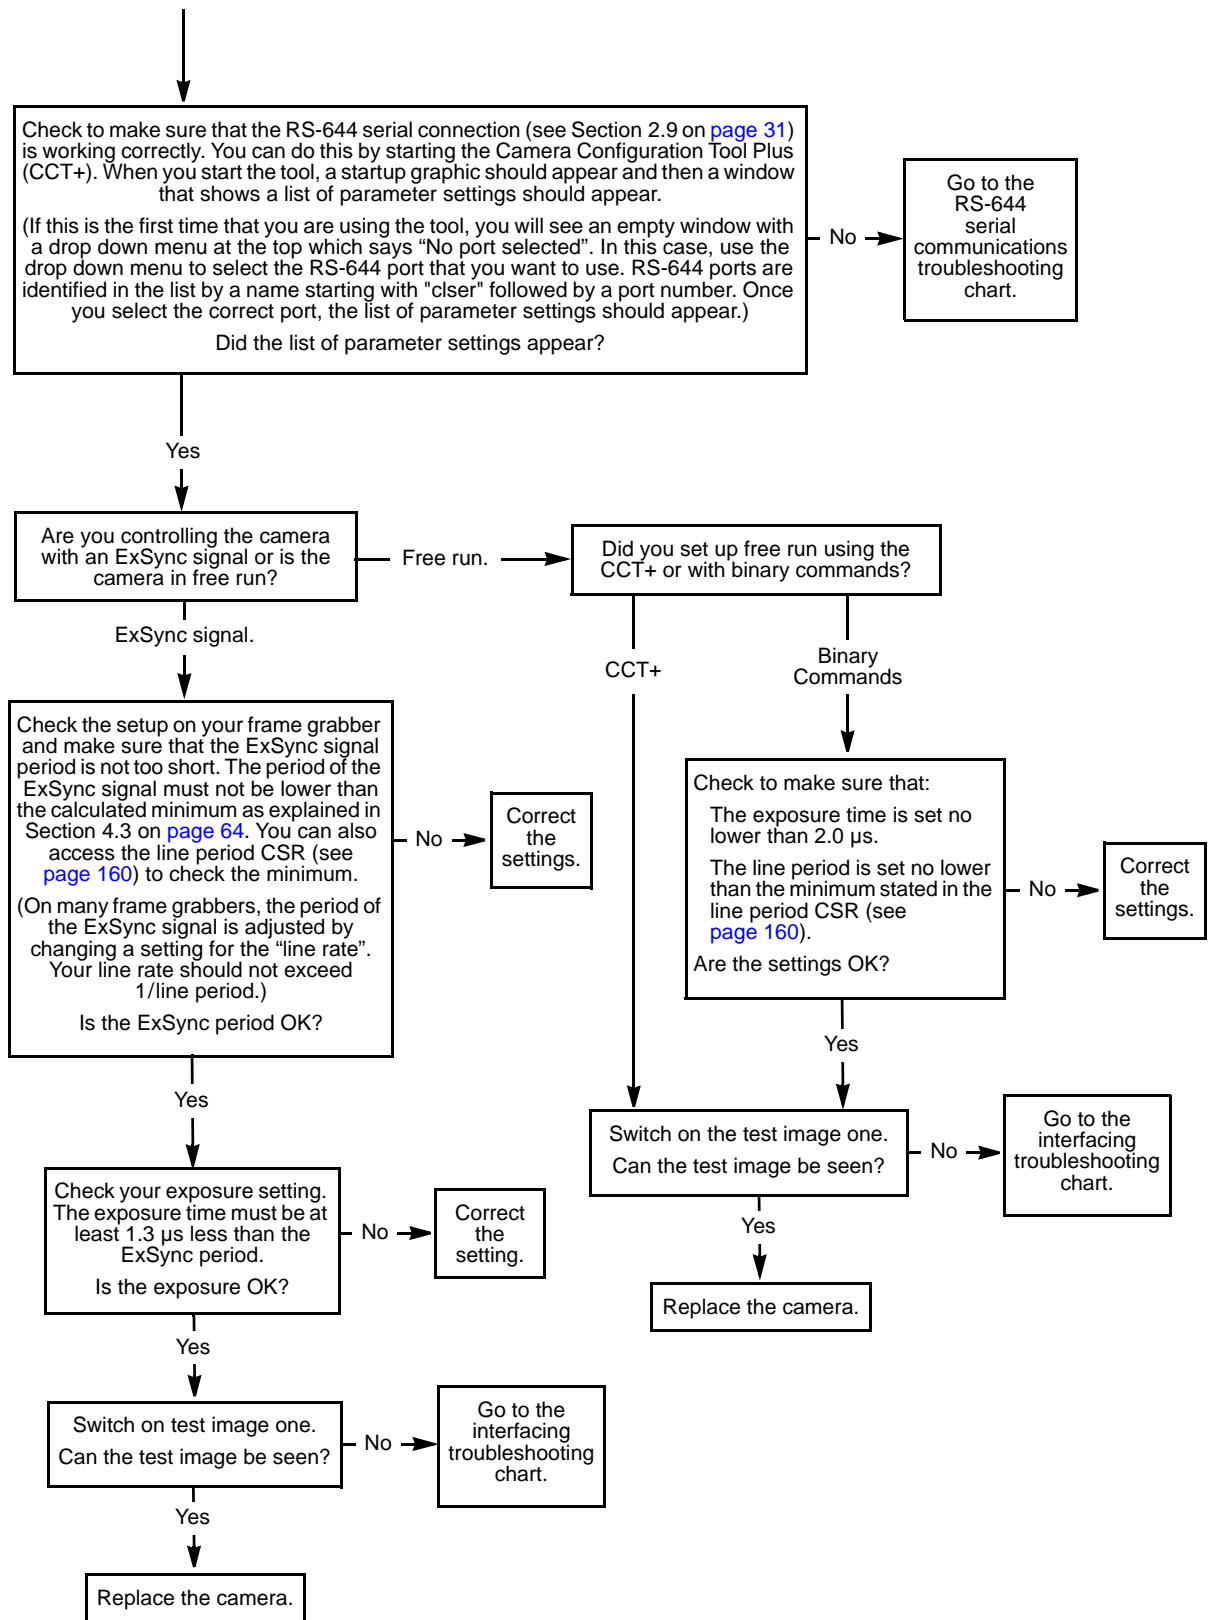 Check to make sure that the RS-644 serial connection (see Section 2.9 on page 31)
is working correctly. You can do this by starting the Camera Configuration Tool Plus
(CCT+). When you start the tool, a startup graphic should appear and then a window
that shows a list of parameter settings should appear.
(If this is the first time that you are using the tool, you will see an empty window with
a drop down menu at the top which says “No port selected”. In this case, use the
drop down menu to select the RS-644 port that you want to use. RS-644 ports are
identified in the list by a name starting with "clser" followed by a port number. Once
you select the correct port, the list of parameter settings should appear.)
Did the list of parameter settings appear?
No
Go to the
RS-644
serial
communications
troubleshooting
chart.
Yes
Are you controlling the camera
with an ExSync signal or is the
camera in free run?
Free run.
Did you set up free run using the
CCT+ or with binary commands?
ExSync signal.
CCT+
Binary
Commands
Check the setup on your frame grabber
and make sure that the ExSync signal
period is not too short. The period of the
ExSync signal must not be lower than
the calculated minimum as explained in
Section 4.3 on page 64. You can also
access the line period CSR (see
page 160) to check the minimum.
(On many frame grabbers, the period of
the ExSync signal is adjusted by
changing a setting for the “line rate”.
Your line rate should not exceed
1/line period.)
Is the ExSync period OK?
No
Correct
the
settings.
Check to make sure that:
The exposure time is set no
lower than 2.0 µs.
The line period is set no lower
than the minimum stated in the
line period CSR (see
page 160).
Are the settings OK?
No
Correct
the
settings.
Yes
Yes
Switch on the test image one.
Can the test image be seen?
No
Go to the
interfacing
troubleshooting
chart.
Check your exposure setting.
The exposure time must be at
least 1.3 µs less than the
ExSync period.
Is the exposure OK?
No
Correct
the
setting.
Yes
Replace the camera.
Yes
Switch on test image one.
Can the test image be seen?
No
Go to the
interfacing
troubleshooting
chart.
Yes
Replace the camera.